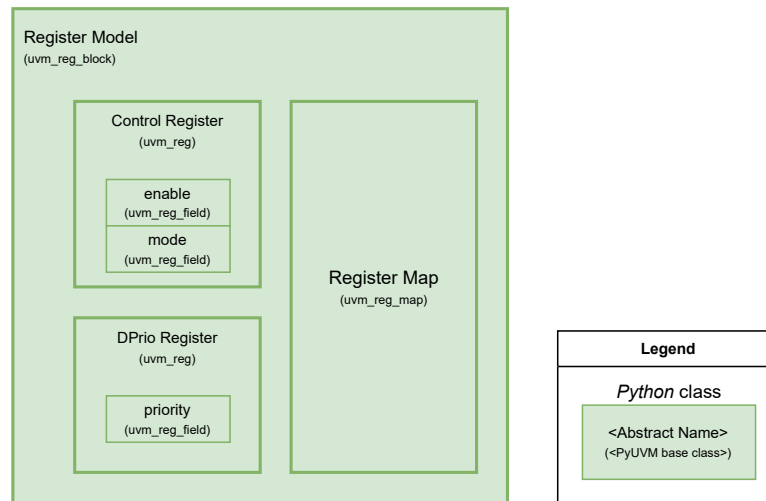 Register Model
(uvm_reg_block)
Control Register
(uvm_reg)
enable
(uvm_reg_field)
mode
(uvm_reg_field)
DPrio Register
(uvm_reg)
priority
(uvm_reg_field)
Register Map
(uvm_reg_map)
Legend
Python class
<Abstract Name>
(<PyUVM base class>)